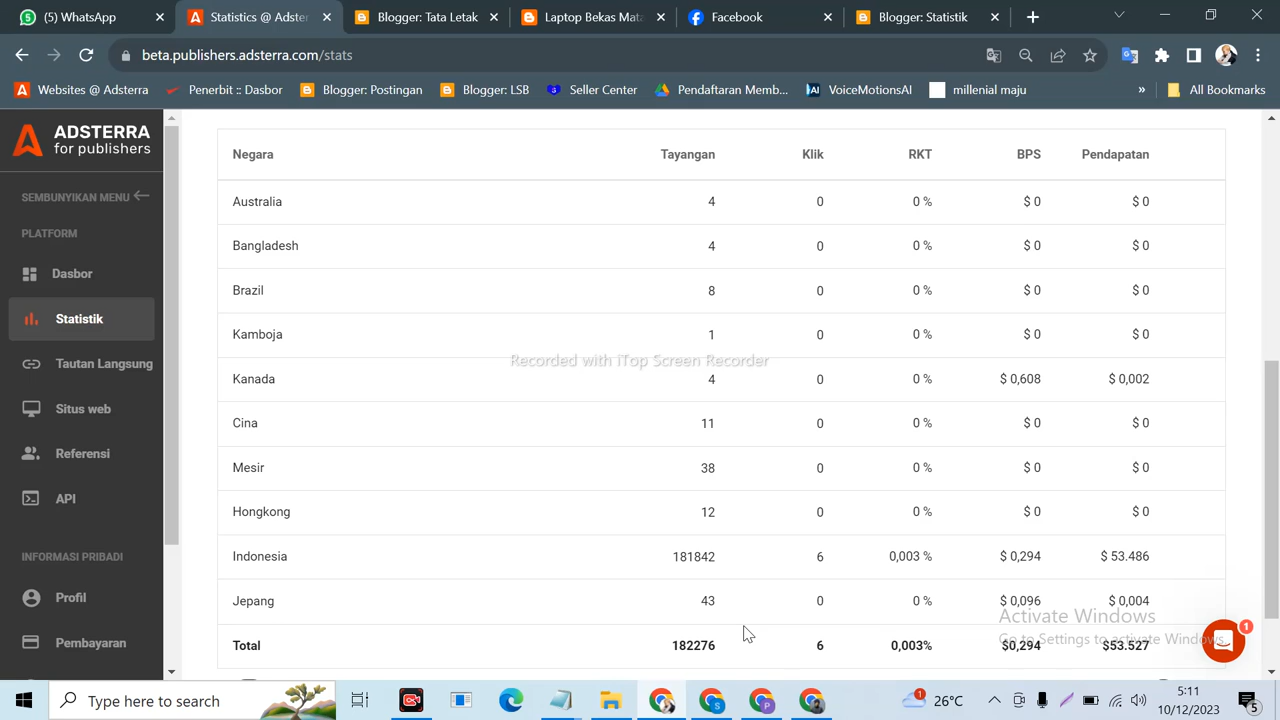 (5) WhatsApp
Statistics @ Adster
Blogger: Tata Letak
Laptop Bekas Mat
Facebook
Blogger: Statistik
beta.publishers.adsterra.com/stats
Websites @ Adsterra
Penerbit :: Dasbor
Blogger: Postingan
Blogger: LSB
Seller Center
Pendaftaran Memb...
VoiceMotionsAI
millenial maju
»
All Bookmarks
ADSTERRA
for publishers
SEMBUNYIKAN MENU
PLATFORM
Dasbor
Statistik
Tautan Langsung
Situs web
Referensi
API
INFORMASI PRIBADI
Profil
Pembayaran
Negara Tayangan Klik RKT BPS Pendapatan
Australia 4 0 0 % $ 0 $ 0
Bangladesh 4 0 0 % $ 0 $ 0
Brazil 8 0 0 % $ 0 $ 0
Kamboja 1 0 0 % $ 0 $ 0
Recorded with iTop Screen Recorder
Kanada 4 0 0 % $ 0,608 $ 0,002
Cina 11 0 0 % $ 0 $ 0
Mesir 38 0 0 % $ 0 $ 0
Hongkong 12 0 0 % $ 0 $ 0
Indonesia 181842 6 0,003 % $ 0,294 $ 53.486
Jepang 43 0 0 % $ 0,096 $ 0,004
Total 182276 6 0,003% $0,294 $53.527
Activate Windows
Go to Settings to activate Windows.
1
Type here to search
1
26°C
5:11
10/12/2023
5